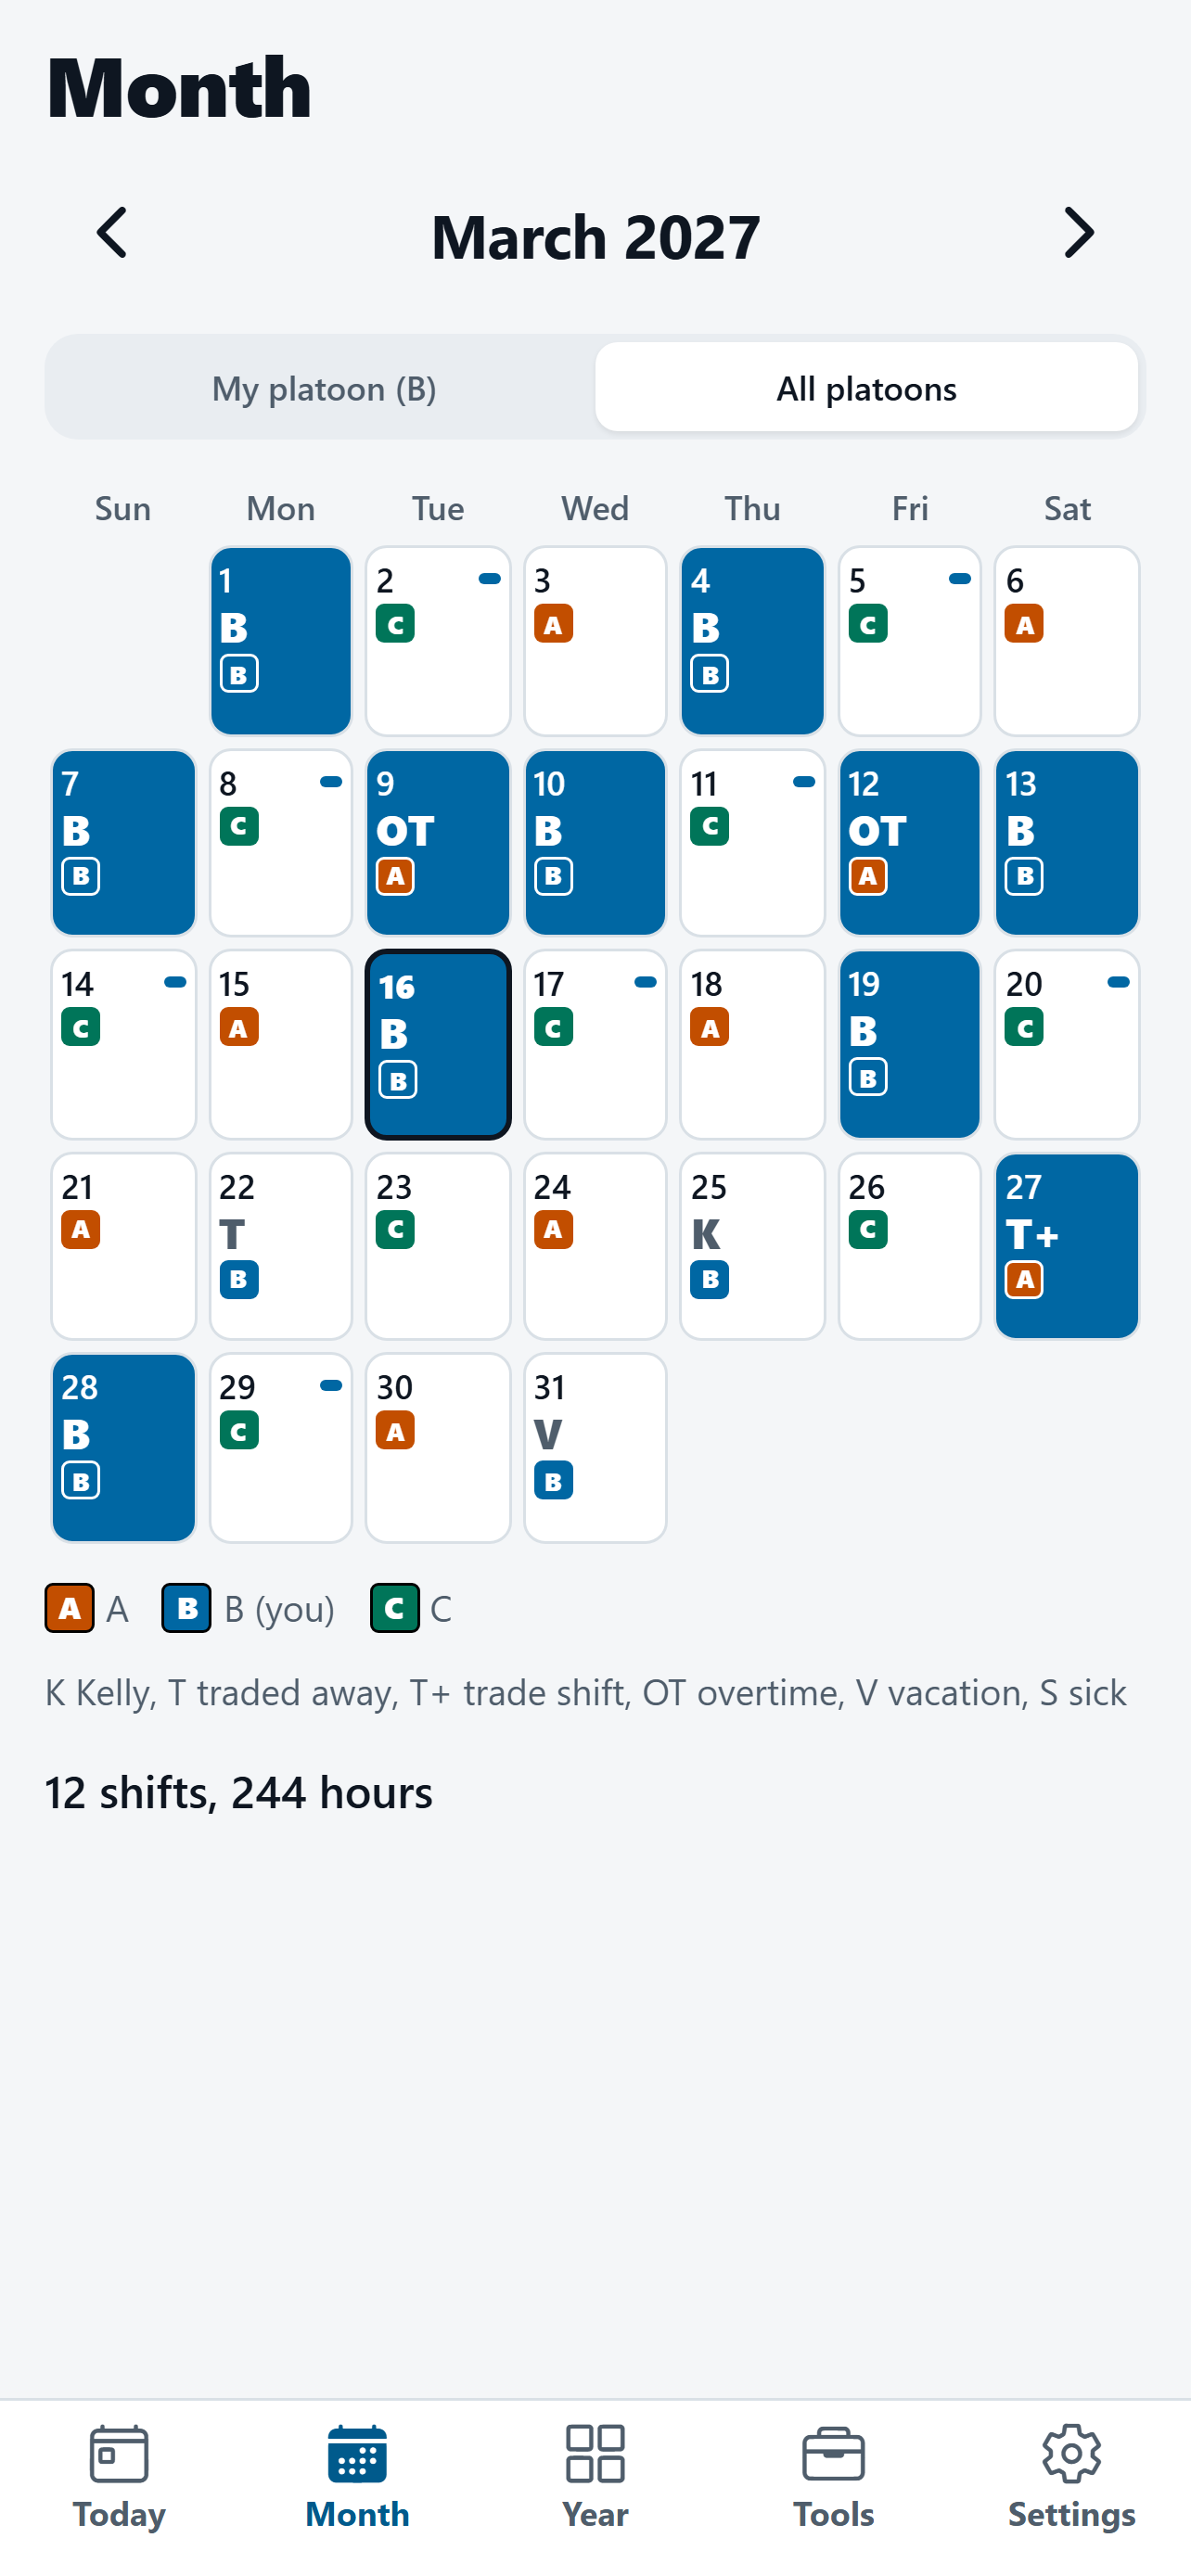 Month
March 2027
My platoon (B) All platoons
Sun Mon Tue Wed Thu Fri Sat
1 2 3 4 5 6
B C A B C A
B B
7 8 9 10 11 12 13
B C OT B C OT B
B A B A B
14 15 16 17 18 19 20
C A B C A B C
B B
21 22 23 24 25 26 27
A T C A K C T+
B B A
28 29 30 31
B C A V
B B
A A B B (you) C C
K Kelly, T traded away, T+ trade shift, OT overtime, V vacation, S sick
12 shifts, 244 hours
Today Month Year Tools Settings